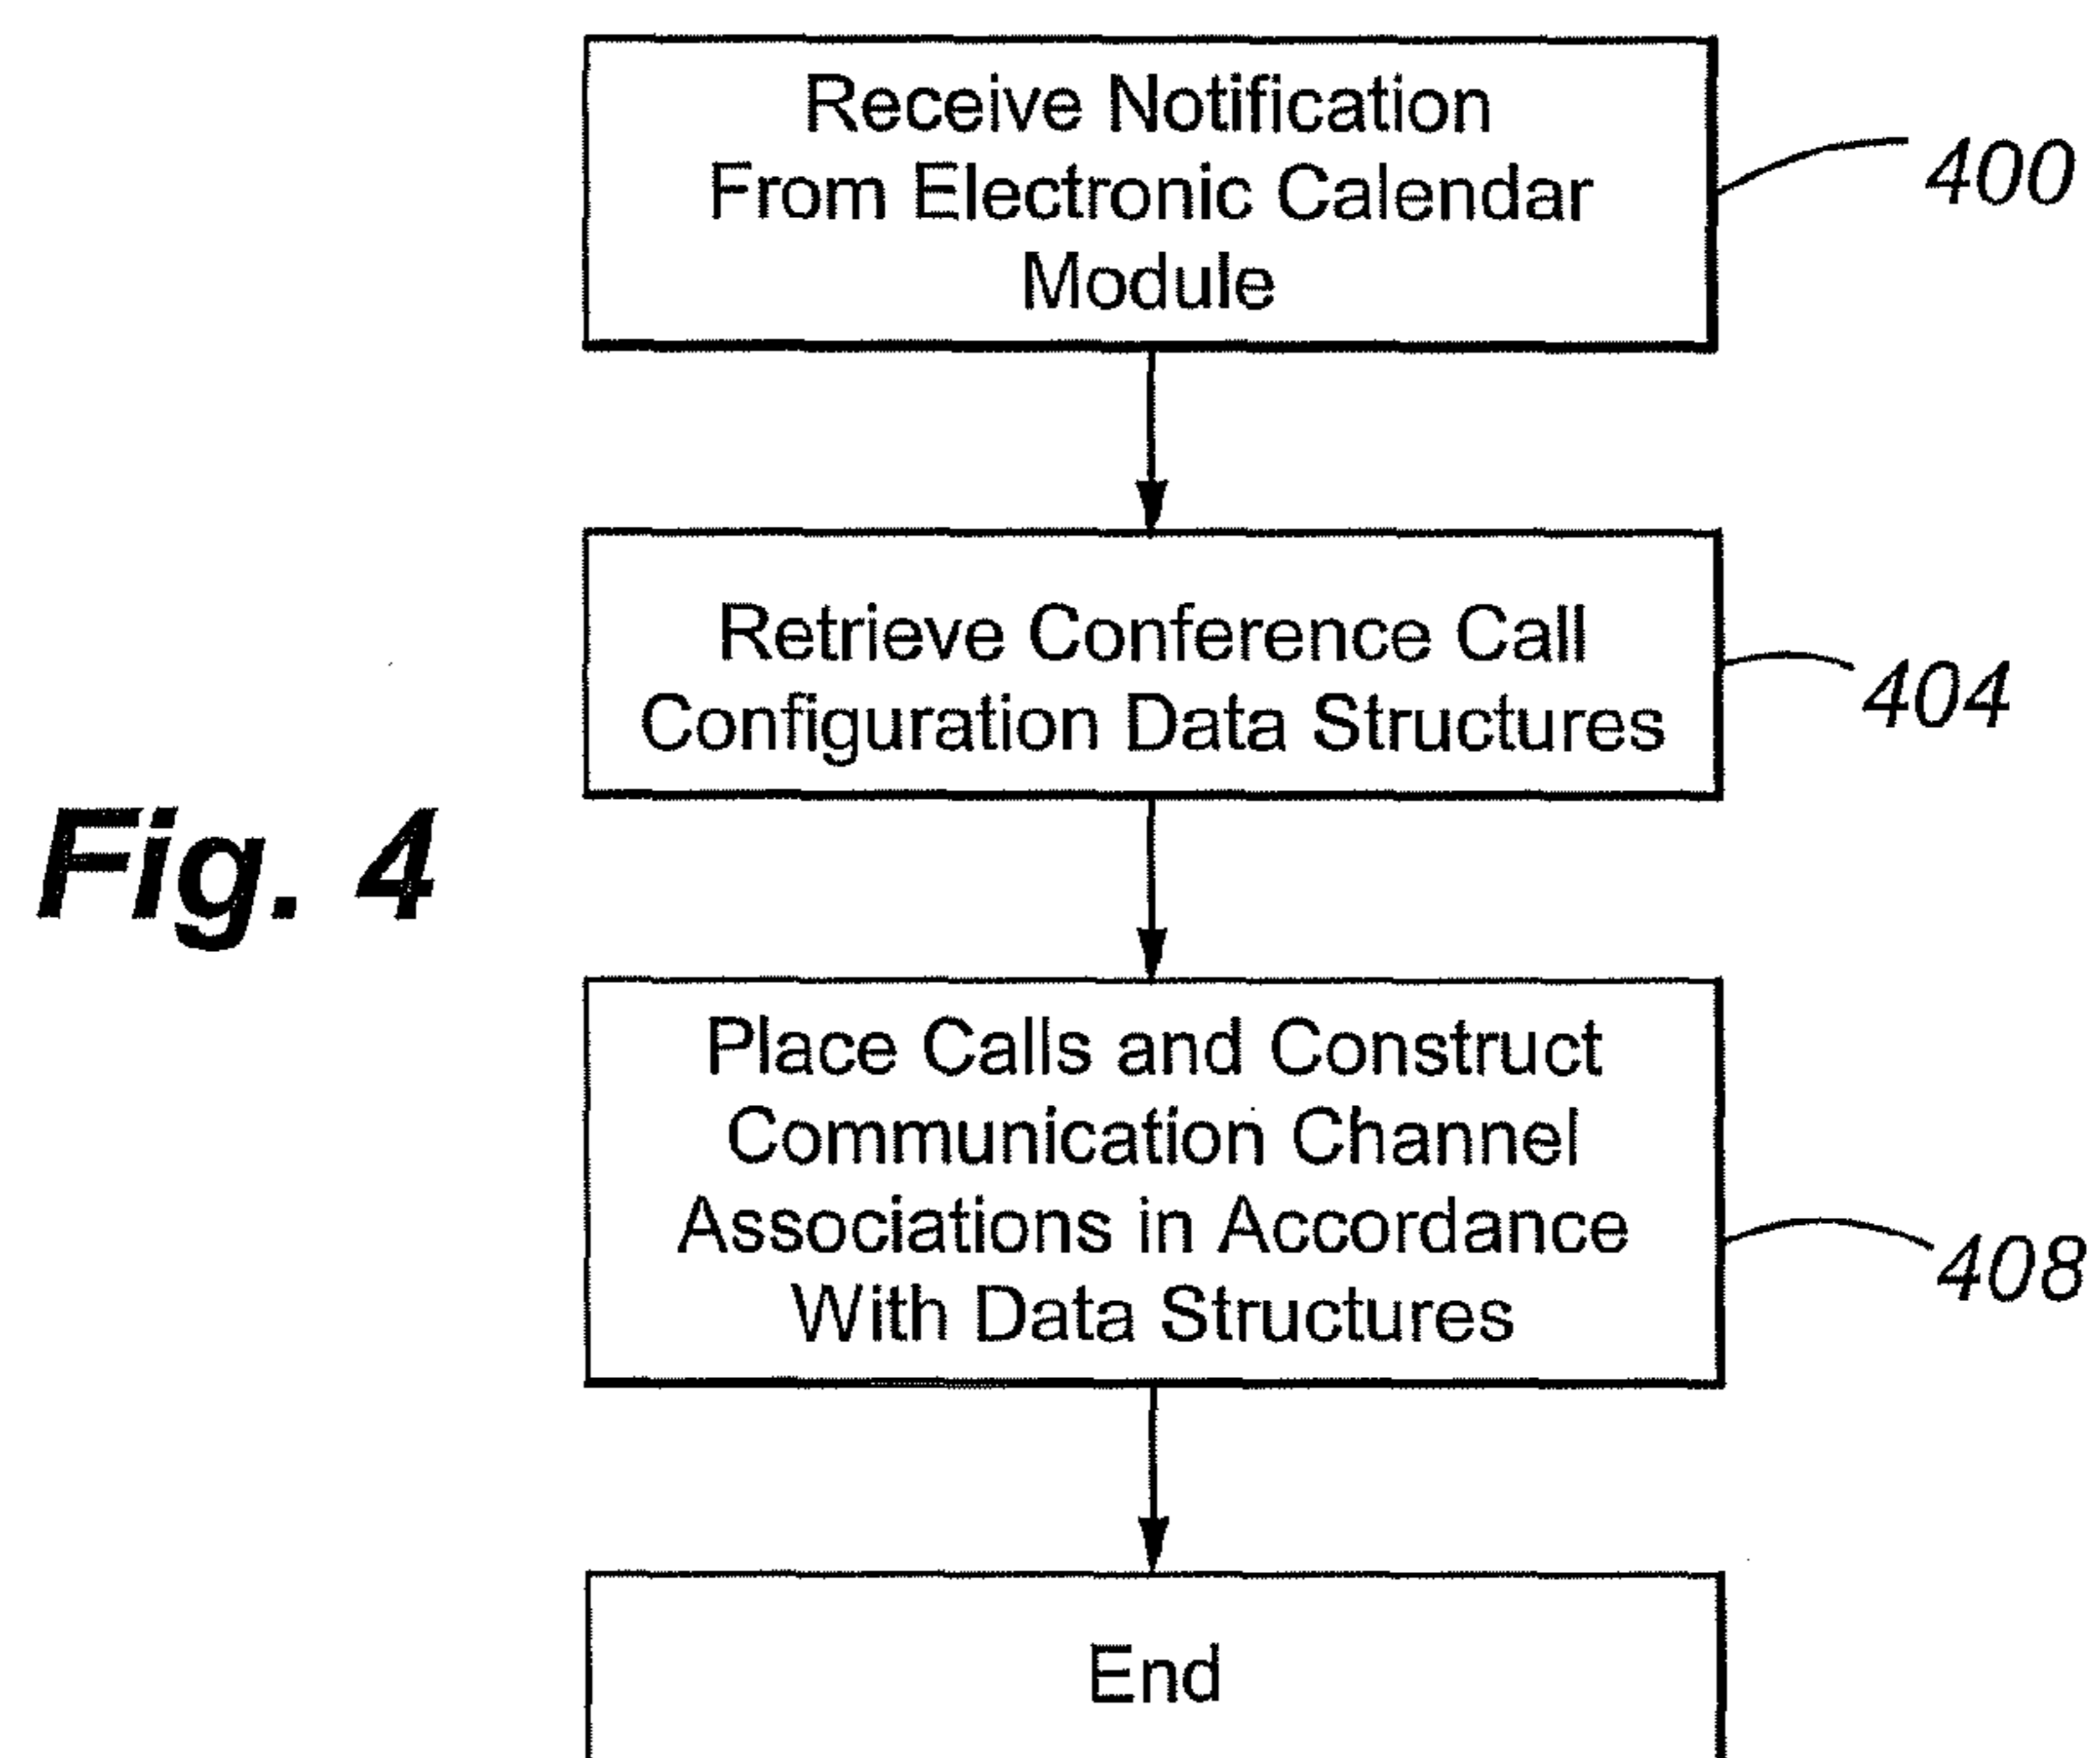 Receive Notification
From Electronic Calendar
Module
400
Retrieve Conference Call
Configuration Data Structures
404
Fig. 4
Place Calls and Construct
Communication Channel
Associations in Accordance
With Data Structures
408
End